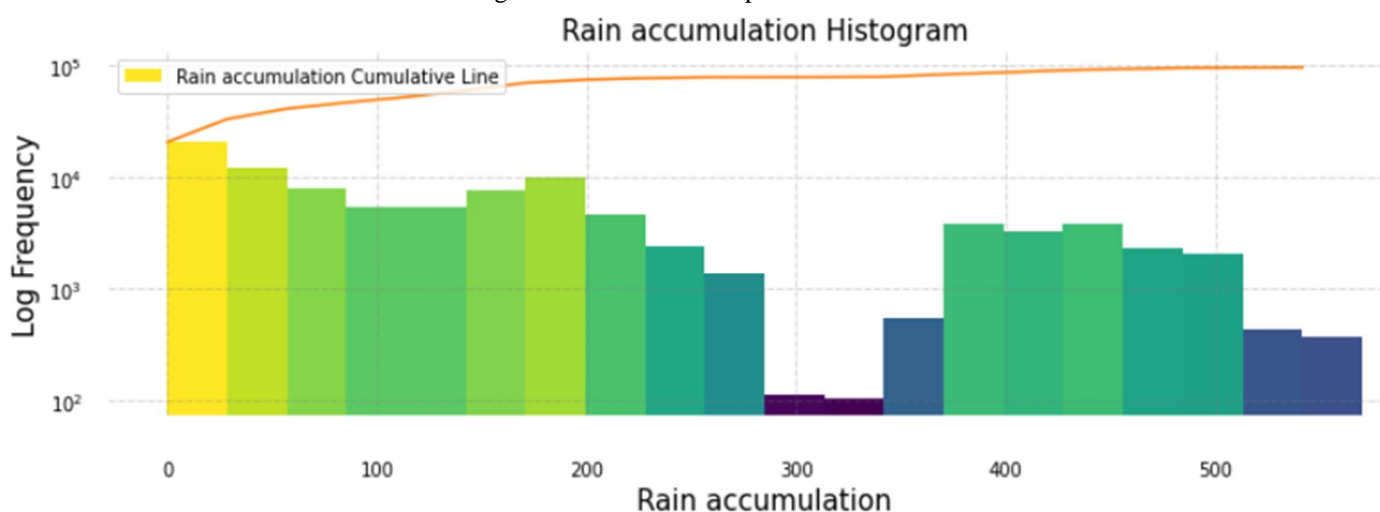 Rain accumulation Histogram
Rain accumulation Cumulative Line
Log Frequency
10⁵
10⁴
10³
10²
0 100 200 300 400 500
Rain accumulation